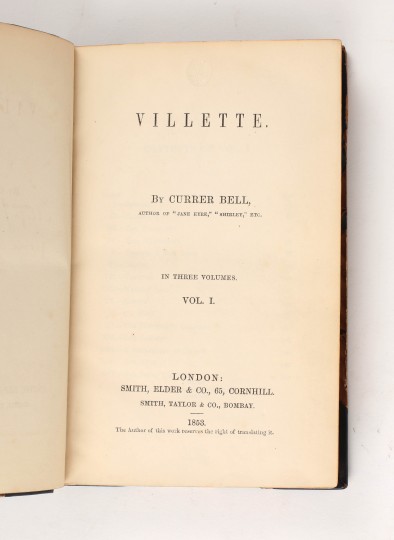 VILLETTE.
BY CURRER BELL,
AUTHOR OF "JANE EYRE," "SHIRLEY," ETC.
IN THREE VOLUMES.
VOL. I.
LONDON:
SMITH, ELDER & CO., 65, CORNHILL.
SMITH, TAYLOR & CO., BOMBAY.
1853.
The Author of this work reserves the right of translating it.